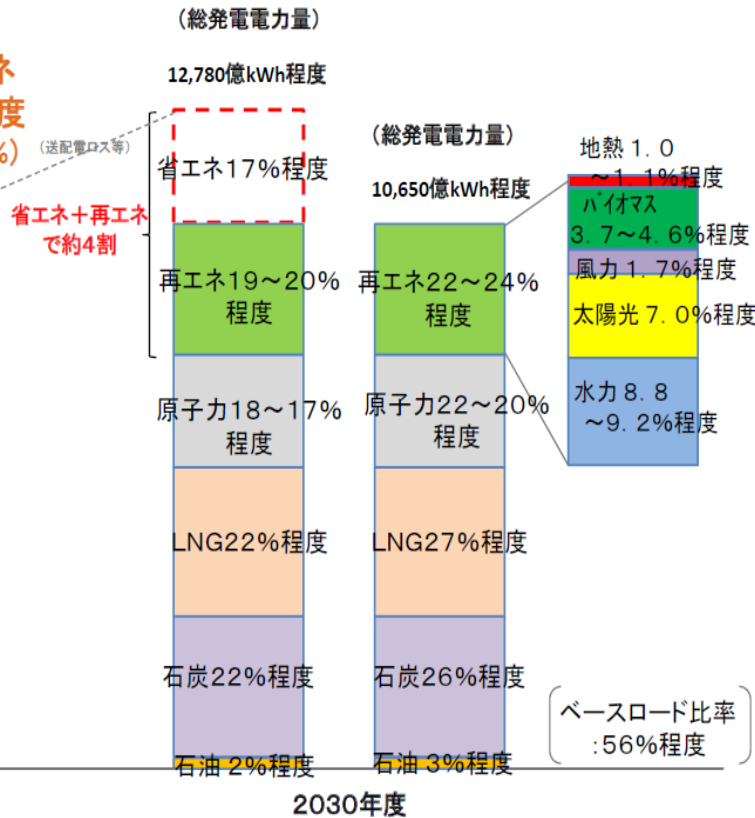 (総発電電力量)
12,780億kWh程度
ネ
度
%)
(送配電ロス等)
省エネ+再エネ
で約4割
省エネ17%程度
再エネ19～20%
程度
原子力18～17%
程度
LNG22%程度
石炭22%程度
石油 2%程度
(総発電電力量)
10,650億kWh程度
再エネ22～24%
程度
原子力22～20%
程度
LNG27%程度
石炭26%程度
石油 3%程度
地熱 1. 0
～1. 1%程度
バイオマス
3. 7～4. 6%程度
風力 1. 7%程度
太陽光 7. 0%程度
水力 8. 8
～9. 2%程度
ベースロード比率
:56%程度
2030年度